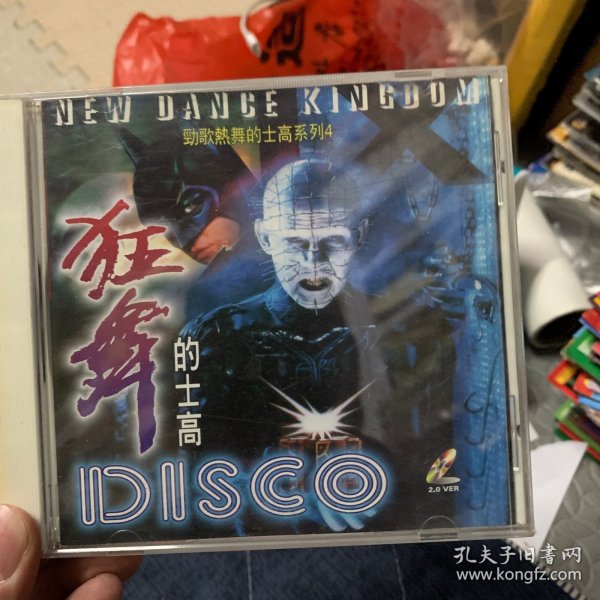 NEW DANCE KINGDOM
勁歌熱舞的士高系列4
狂舞
的士高
DISCO
2.0 VER
孔夫子旧書网
www.kongfz.com